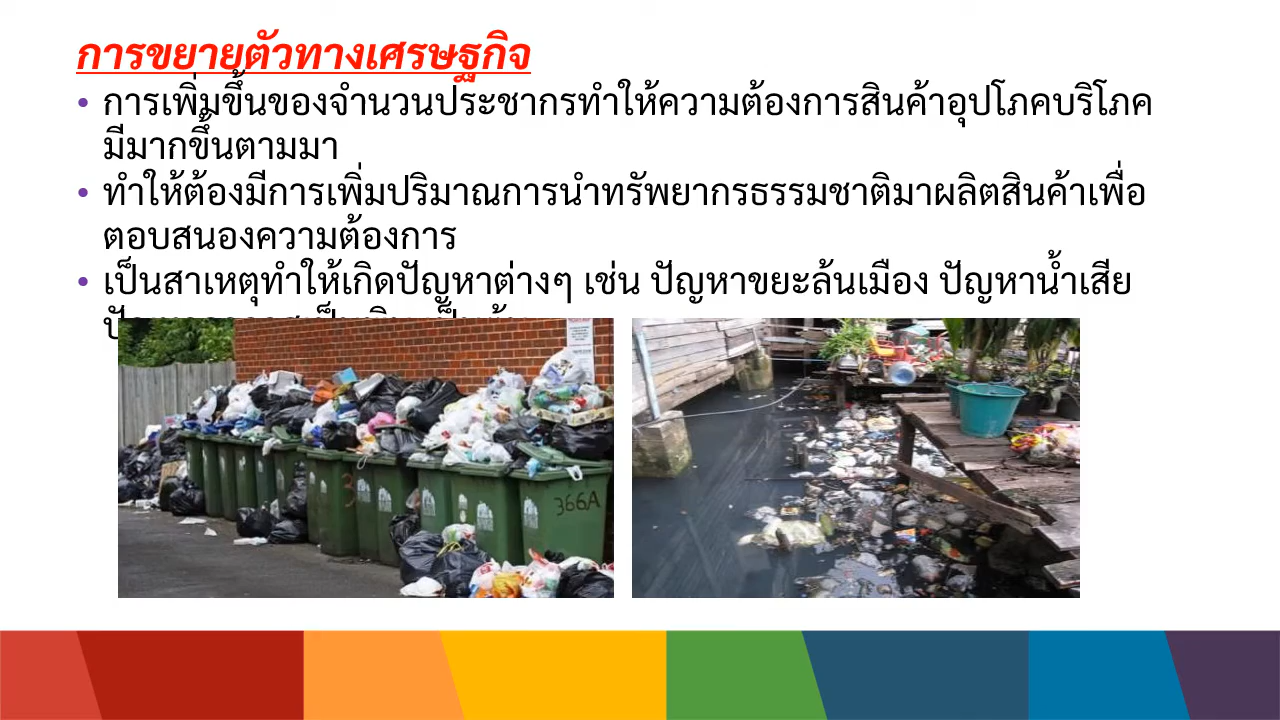 การขยายตัวทางเศรษฐกิจ
• การเพิ่มขึ้นของจำนวนประชากรทำให้ความต้องการสินค้าอุปโภคบริโภค
มีมากขึ้นตามมา
• ทำให้ต้องมีการเพิ่มปริมาณการนำทรัพยากรธรรมชาติมาผลิตสินค้าเพื่อ
ตอบสนองความต้องการ
• เป็นสาเหตุทำให้เกิดปัญหาต่างๆ เช่น ปัญหาขยะล้นเมือง ปัญหาน้ำเสีย
366A